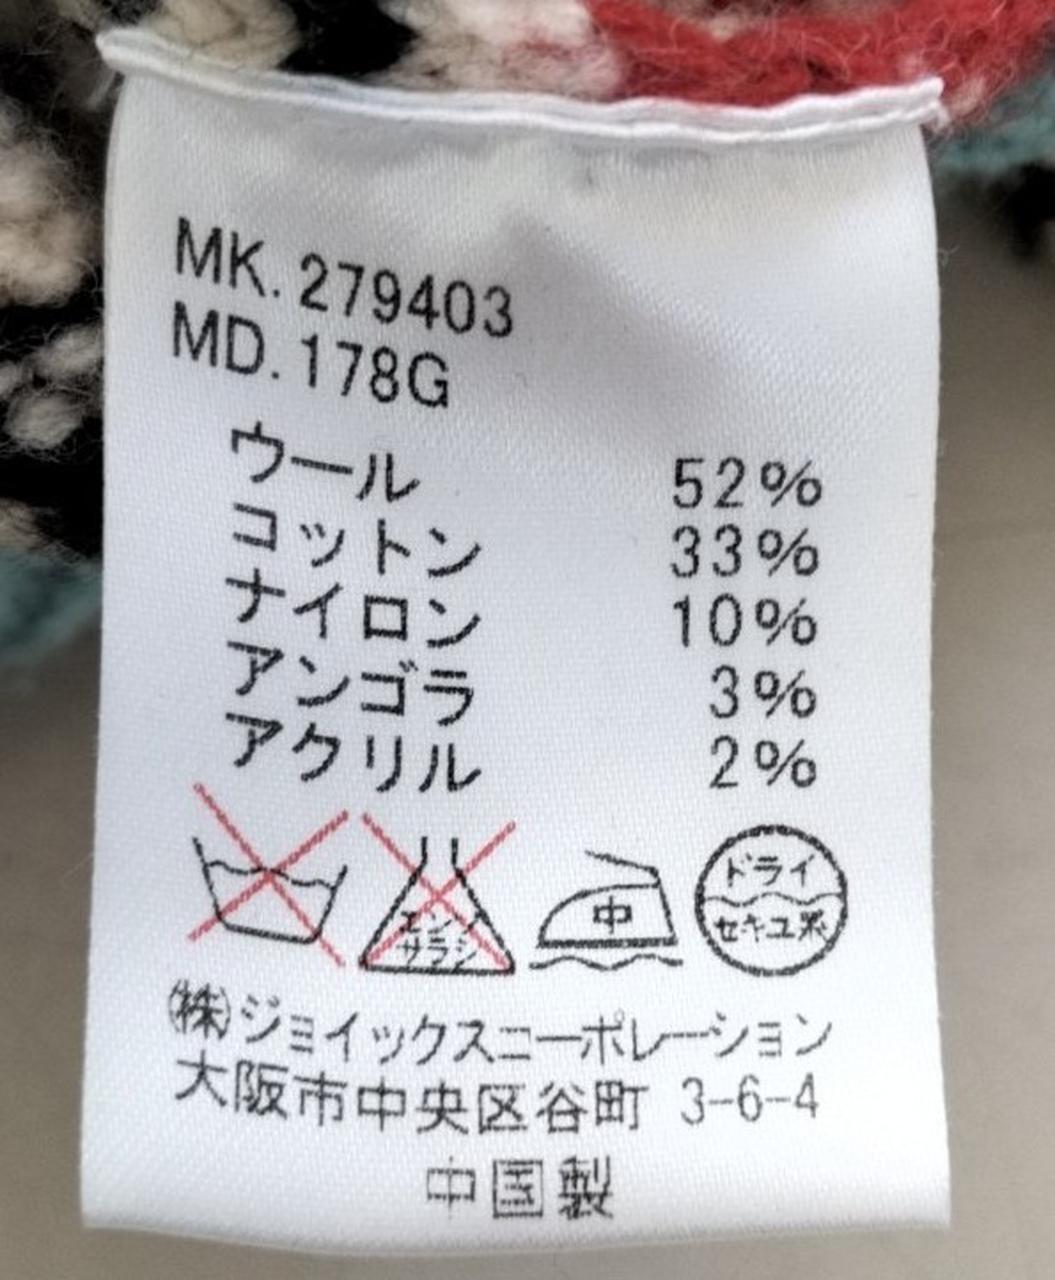 MK. 279403
MD. 178G
ウール 52%
コットン 33%
ナイロン 10%
アンゴラ 3%
アクリル 2%
エンソ
サラシ
中
ドライ
セキユ系
㈱ジョイックスコーポレーション
大阪市中央区谷町 3-6-4
中国製